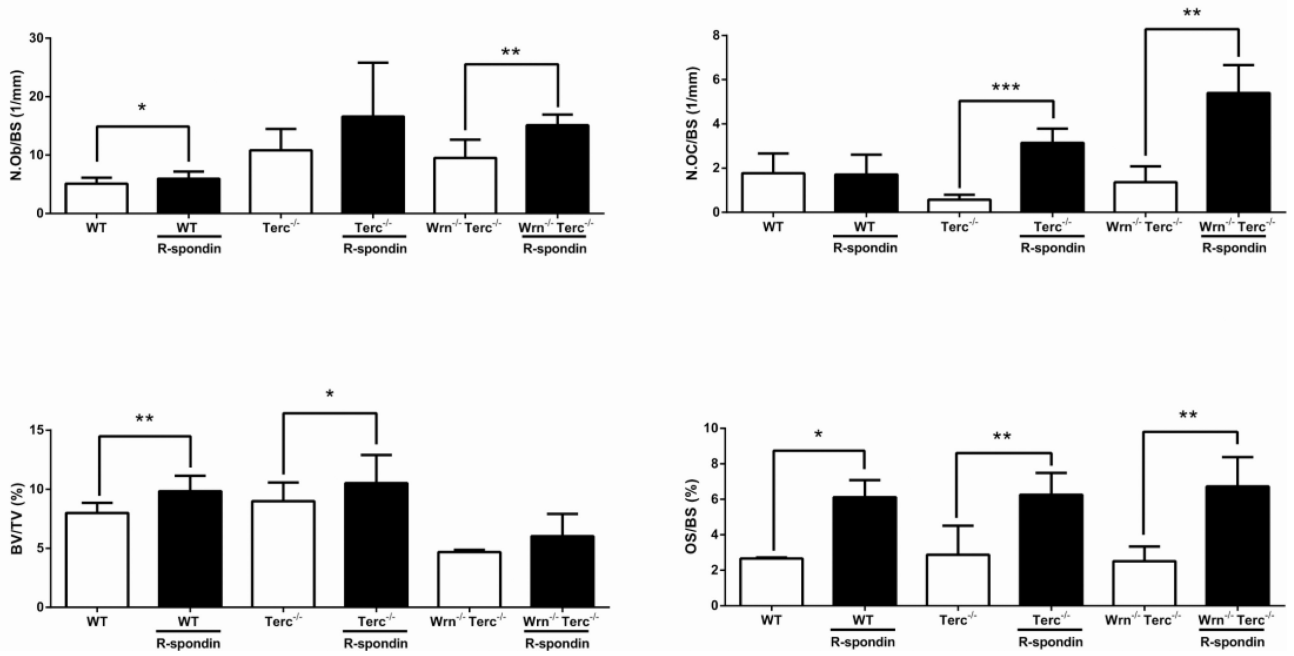 N.Ob/BS (1/mm)
30
20
10
0
*
**
WT
WT
Terc⁻/⁻
Terc⁻/⁻
Wrn⁻/⁻ Terc⁻/⁻
Wrn⁻/⁻ Terc⁻/⁻
R-spondin
R-spondin
R-spondin
N.OC/BS (1/mm)
8
6
4
2
0
***
**
WT
WT
Terc⁻/⁻
Terc⁻/⁻
Wrn⁻/⁻ Terc⁻/⁻
Wrn⁻/⁻ Terc⁻/⁻
R-spondin
R-spondin
R-spondin
BV/TV (%)
15
10
5
0
**
*
WT
WT
Terc⁻/⁻
Terc⁻/⁻
Wrn⁻/⁻ Terc⁻/⁻
Wrn⁻/⁻ Terc⁻/⁻
R-spondin
R-spondin
R-spondin
OS/BS (%)
10
8
6
4
2
0
*
**
**
WT
WT
Terc⁻/⁻
Terc⁻/⁻
Wrn⁻/⁻ Terc⁻/⁻
Wrn⁻/⁻ Terc⁻/⁻
R-spondin
R-spondin
R-spondin